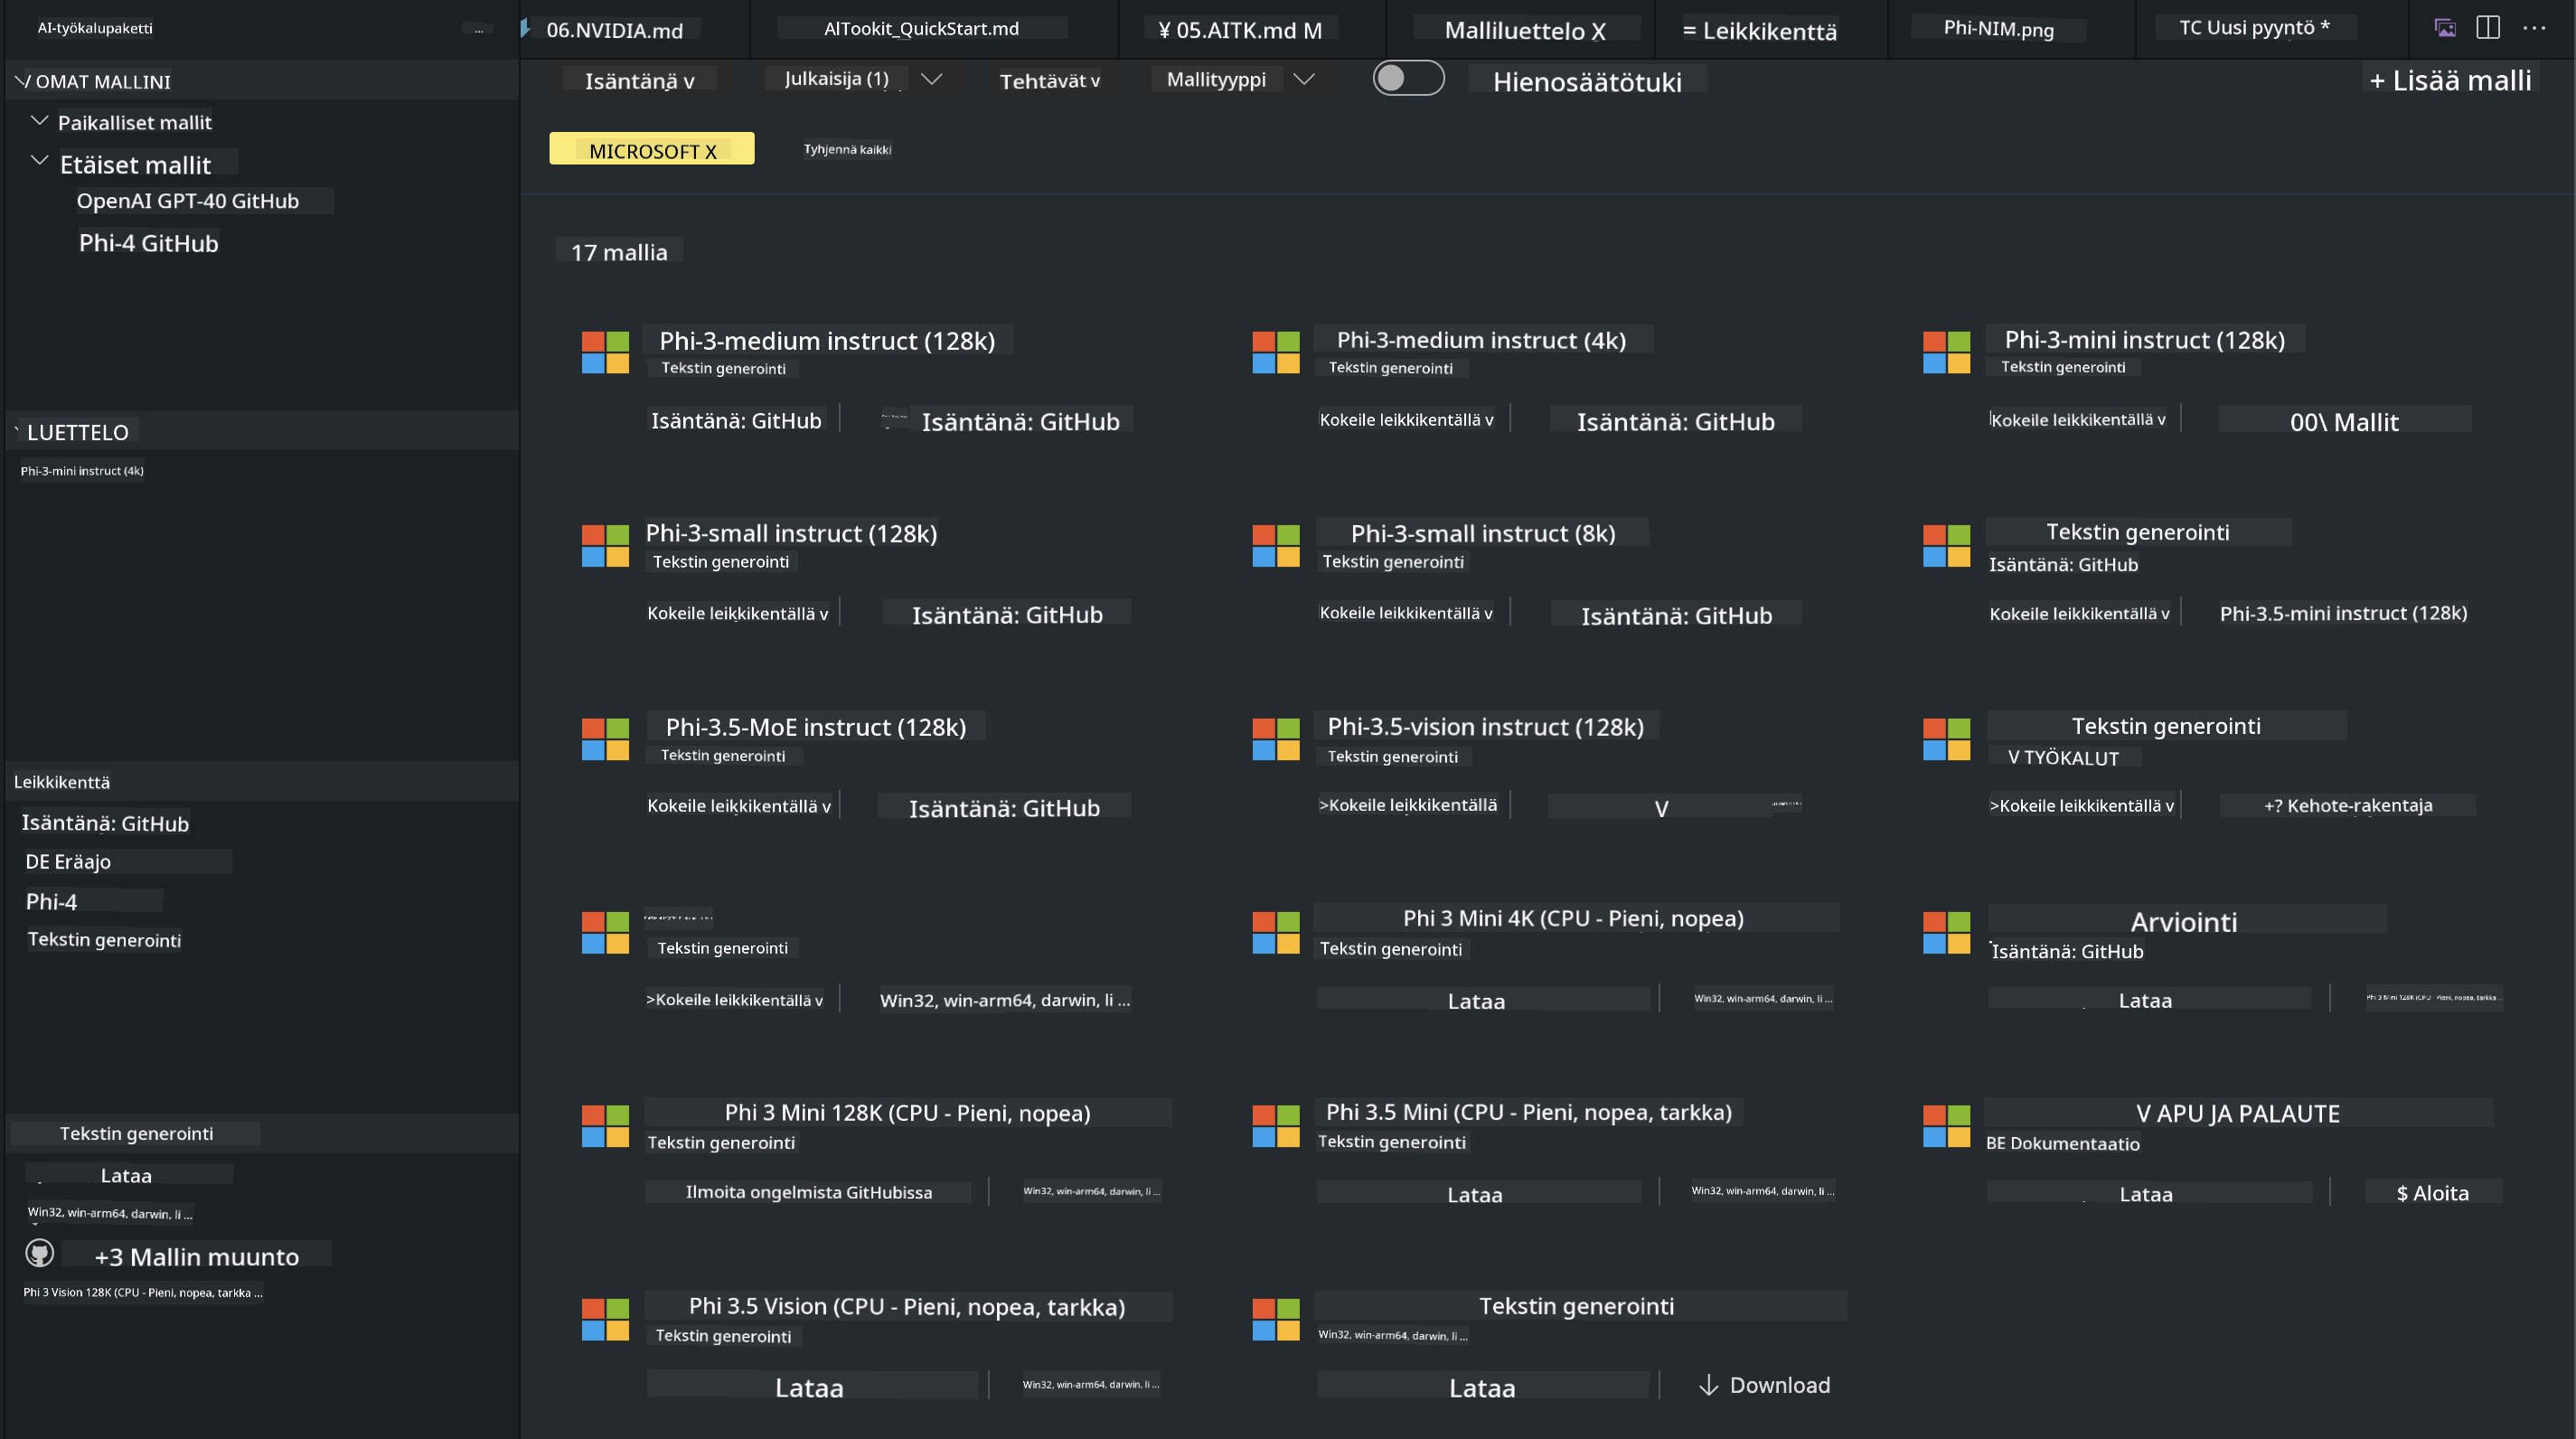 AI-työkalupaketti
...
06.NVIDIA.md
AlTookit_QuickStart.md
¥ 05.AITK.md M
Malliluettelo X
= Leikkikenttä
Phi-NIM.png
TC Uusi pyyntö *
OMAT MALLINI
Paikalliset mallit
Etäiset mallit
OpenAI GPT-40 GitHub
Phi-4 GitHub
LUETTELO
Phi-3-mini instruct (4k)
Leikkikenttä
Isäntänä: GitHub
DE Eräajo
Phi-4
Tekstin generointi
Tekstin generointi
Lataa
Win32, win-arm64, darwin, li ...
+3 Mallin muunto
Phi 3 Vision 128K (CPU - Pieni, nopea, tarkka ...
Isäntänä v
Julkaisija (1)
Tehtävät v
Mallityyppi
Hienosäätötuki
+ Lisää malli
MICROSOFT X
Tyhjennä kaikki
17 mallia
Phi-3-medium instruct (128k)
Tekstin generointi
Isäntänä: GitHub
Isäntänä: GitHub
Phi-3-medium instruct (4k)
Tekstin generointi
Kokeile leikkikentällä v
Isäntänä: GitHub
Phi-3-mini instruct (128k)
Tekstin generointi
Kokeile leikkikentällä v
00\ Mallit
Phi-3-small instruct (128k)
Tekstin generointi
Kokeile leikkikentällä v
Isäntänä: GitHub
Phi-3-small instruct (8k)
Tekstin generointi
Kokeile leikkikentällä v
Isäntänä: GitHub
Tekstin generointi
Isäntänä: GitHub
Kokeile leikkikentällä v
Phi-3.5-mini instruct (128k)
Phi-3.5-MoE instruct (128k)
Tekstin generointi
Kokeile leikkikentällä v
Isäntänä: GitHub
Phi-3.5-vision instruct (128k)
Tekstin generointi
>Kokeile leikkikentällä
V
Tekstin generointi
V TYÖKALUT
>Kokeile leikkikentällä v
+? Kehote-rakentaja
Tekstin generointi
>Kokeile leikkikentällä v
Win32, win-arm64, darwin, li ...
Phi 3 Mini 4K (CPU - Pieni, nopea)
Tekstin generointi
Lataa
Win32, win-arm64, darwin, li ...
Arviointi
Isäntänä: GitHub
Lataa
Phi 3 Mini 128K (CPU - Pieni, nopea, tarkka ...
Phi 3 Mini 128K (CPU - Pieni, nopea)
Tekstin generointi
Ilmoita ongelmista GitHubissa
Win32, win-arm64, darwin, li ...
Phi 3.5 Mini (CPU - Pieni, nopea, tarkka)
Tekstin generointi
Lataa
Win32, win-arm64, darwin, li ...
V APU JA PALAUTE
BE Dokumentaatio
Lataa
$ Aloita
Phi 3.5 Vision (CPU - Pieni, nopea, tarkka)
Tekstin generointi
Lataa
Win32, win-arm64, darwin, li ...
Tekstin generointi
Win32, win-arm64, darwin, li ...
Lataa
Download